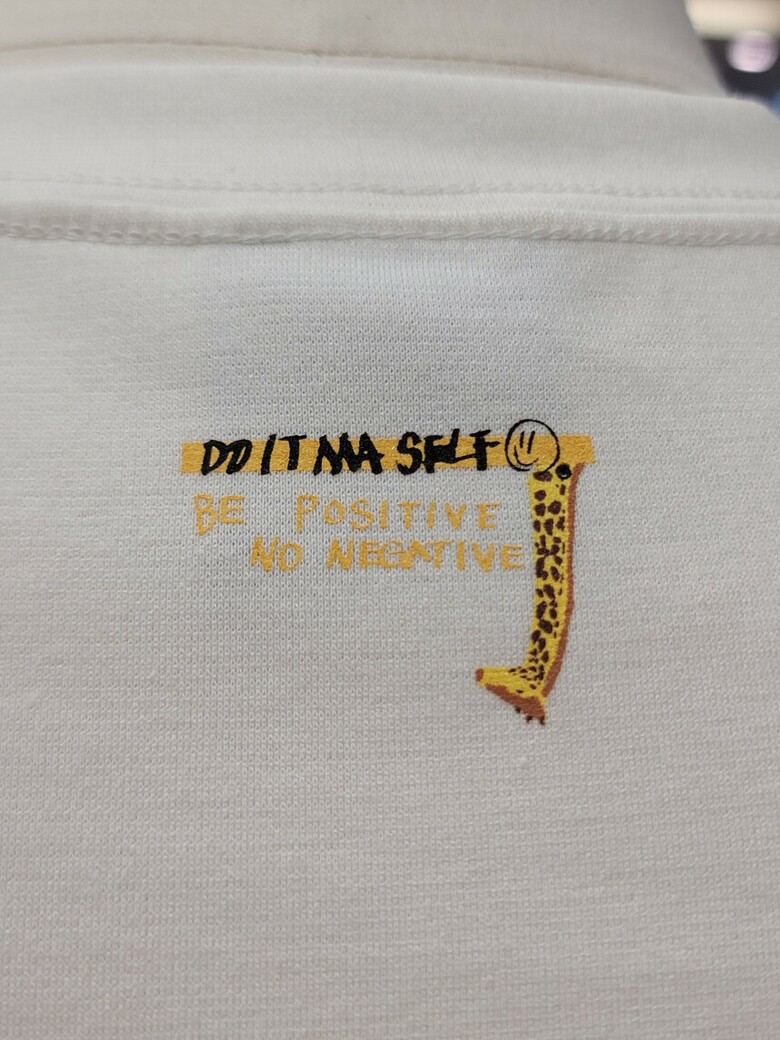 DO IT MA SELF
BE POSITIVE
NO NEGATIVE